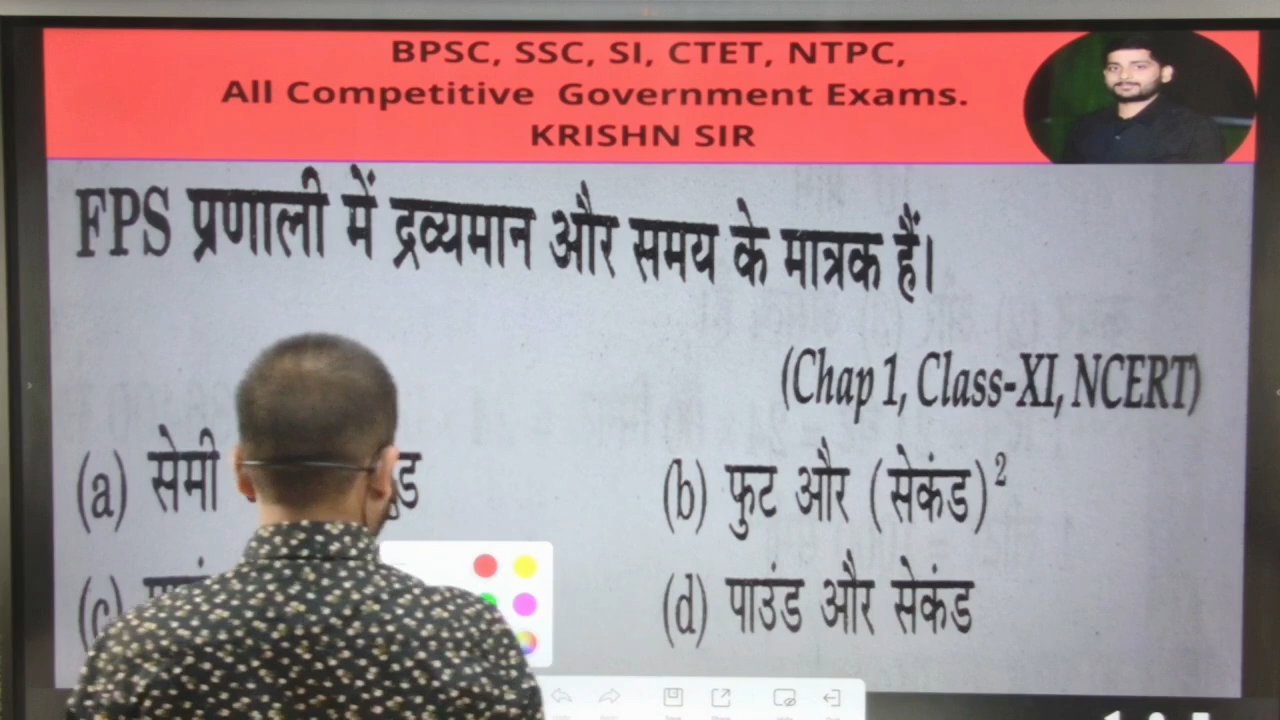 BPSC, SSC, SI, CTET, NTPC,
All Competitive Government Exams.
KRISHN SIR
FPS प्रणाली में द्रव्यमान और समय के मात्रक हैं।
(Chap 1, Class-XI, NCERT)
(a) सेमी
(b) फुट और (सेकंड)²
(c)
(d) पाउंड और सेकंड